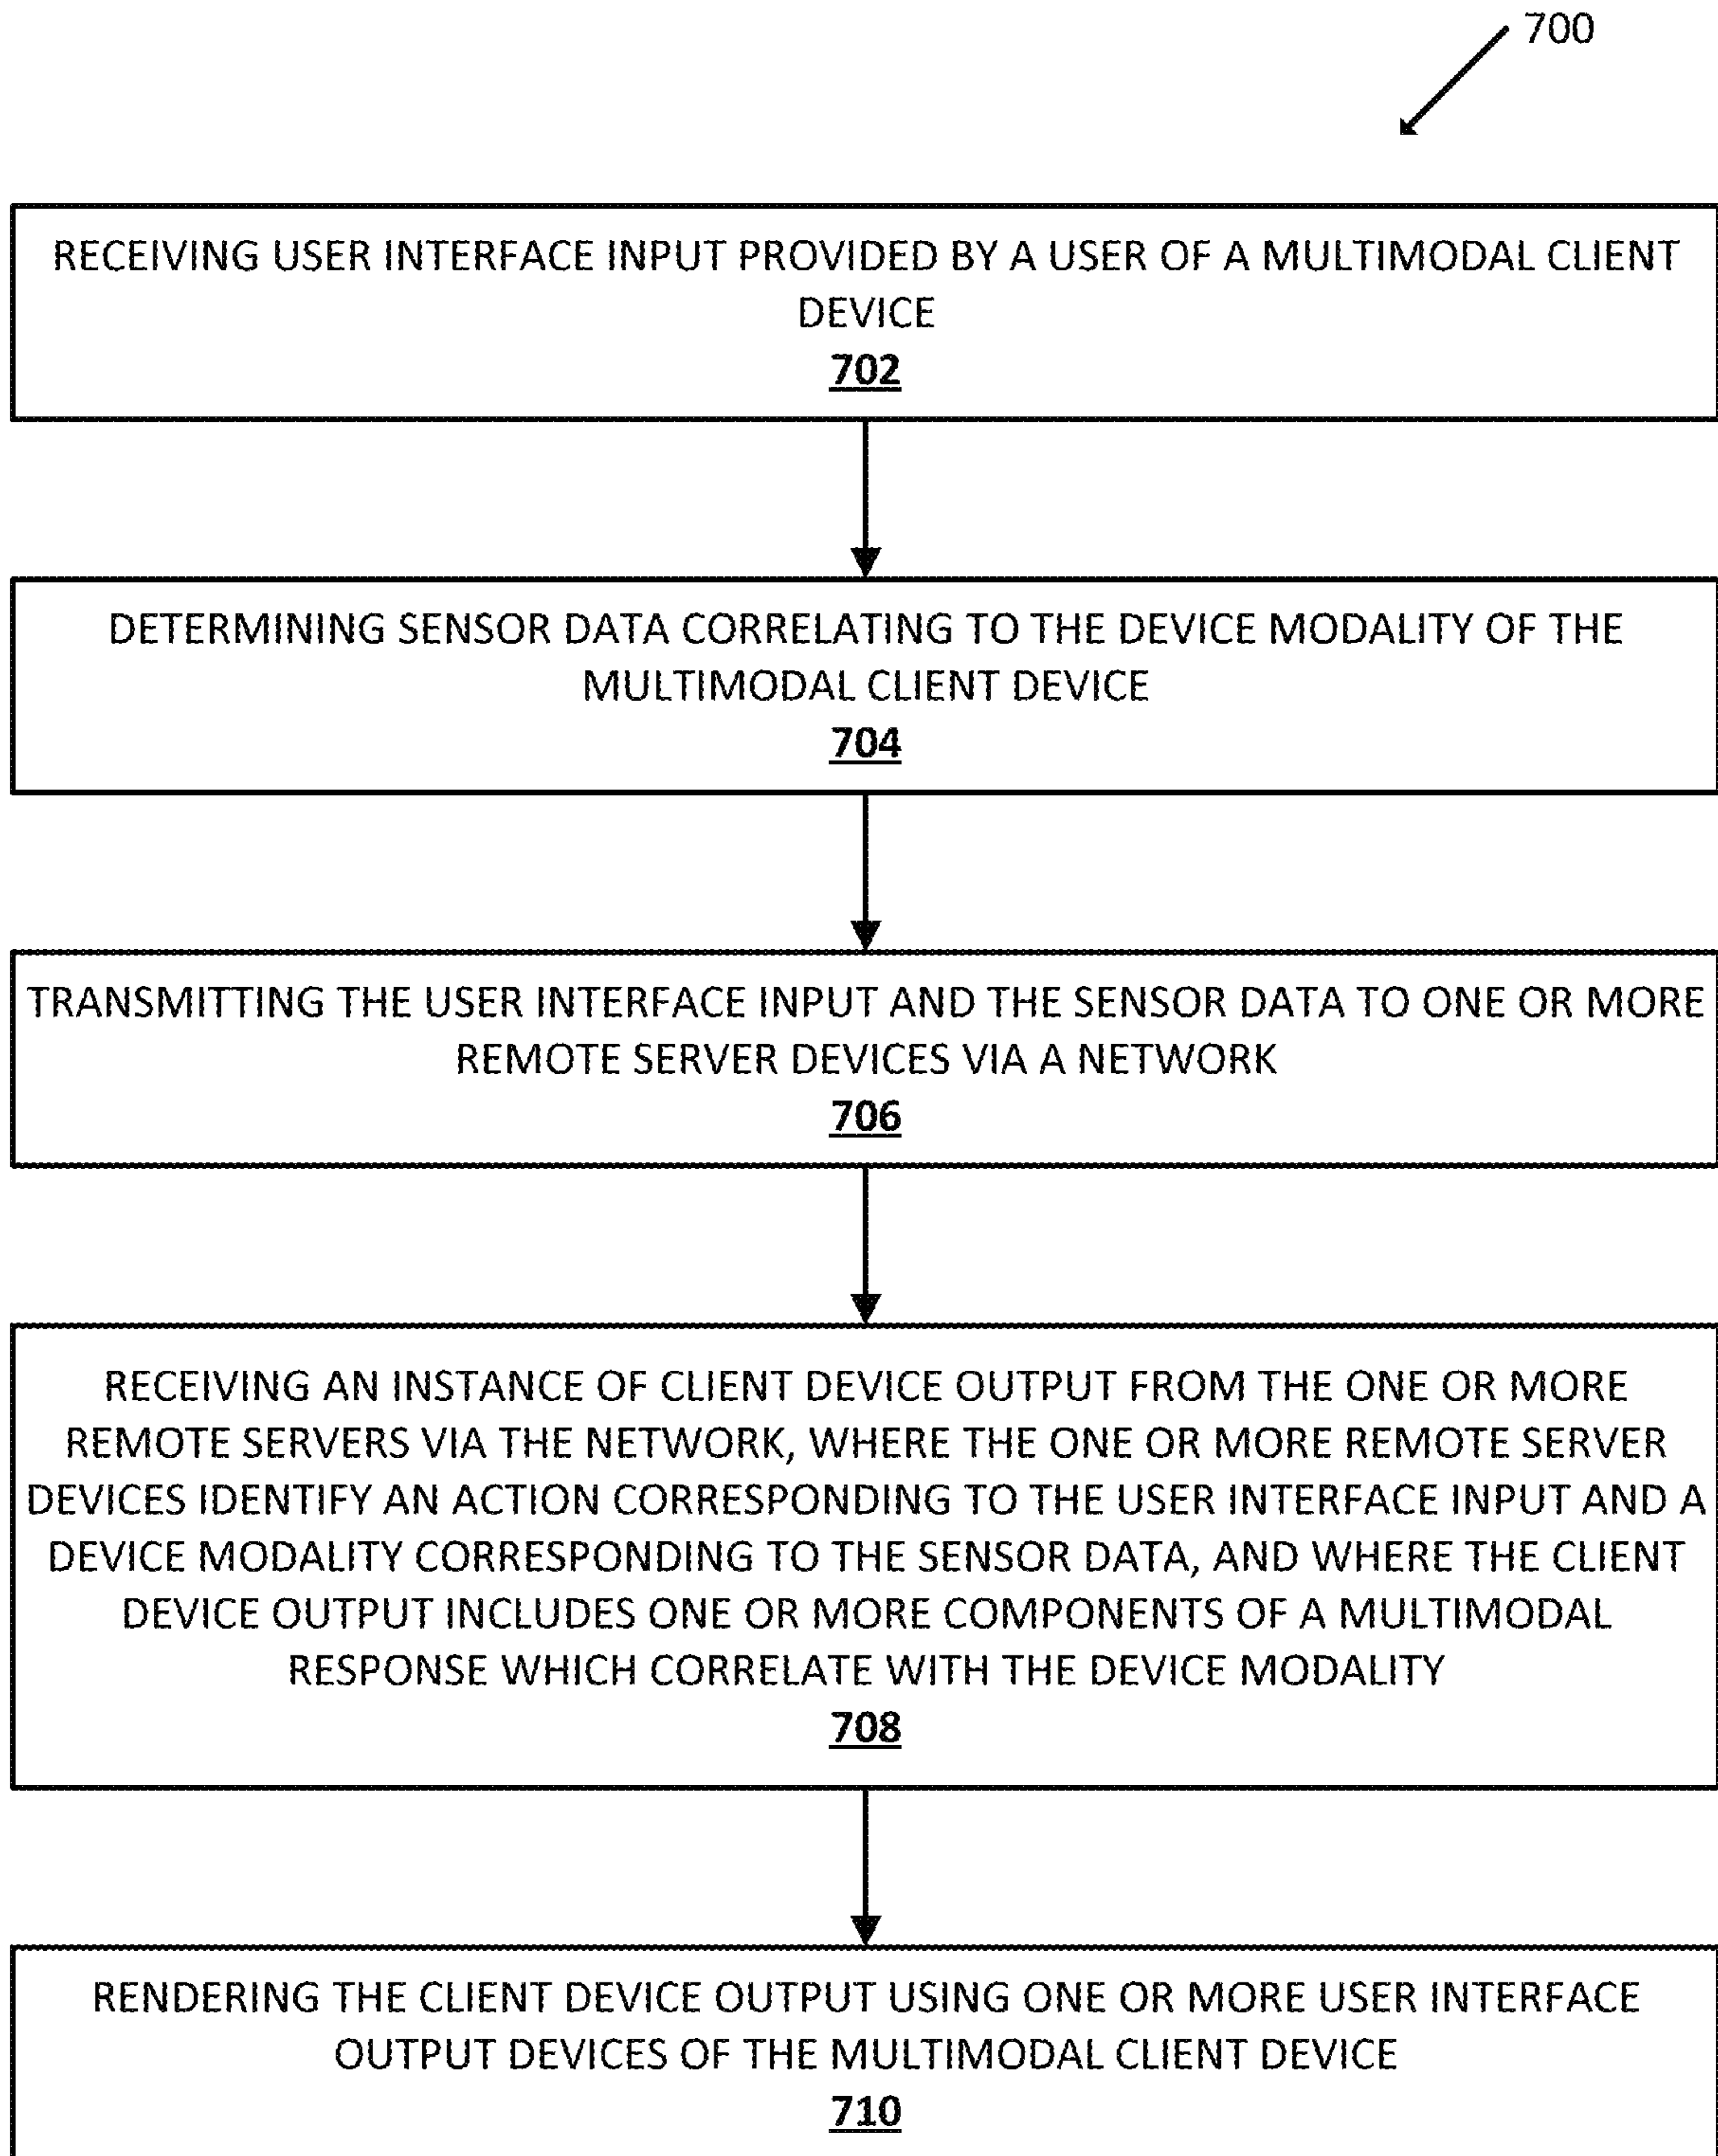 700
RECEIVING USER INTERFACE INPUT PROVIDED BY A USER OF A MULTIMODAL CLIENT
DEVICE
702
DETERMINING SENSOR DATA CORRELATING TO THE DEVICE MODALITY OF THE
MULTIMODAL CLIENT DEVICE
704
TRANSMITTING THE USER INTERFACE INPUT AND THE SENSOR DATA TO ONE OR MORE
REMOTE SERVER DEVICES VIA A NETWORK
706
RECEIVING AN INSTANCE OF CLIENT DEVICE OUTPUT FROM THE ONE OR MORE
REMOTE SERVERS VIA THE NETWORK, WHERE THE ONE OR MORE REMOTE SERVER
DEVICES IDENTIFY AN ACTION CORRESPONDING TO THE USER INTERFACE INPUT AND A
DEVICE MODALITY CORRESPONDING TO THE SENSOR DATA, AND WHERE THE CLIENT
DEVICE OUTPUT INCLUDES ONE OR MORE COMPONENTS OF A MULTIMODAL
RESPONSE WHICH CORRELATE WITH THE DEVICE MODALITY
708
RENDERING THE CLIENT DEVICE OUTPUT USING ONE OR MORE USER INTERFACE
OUTPUT DEVICES OF THE MULTIMODAL CLIENT DEVICE
710